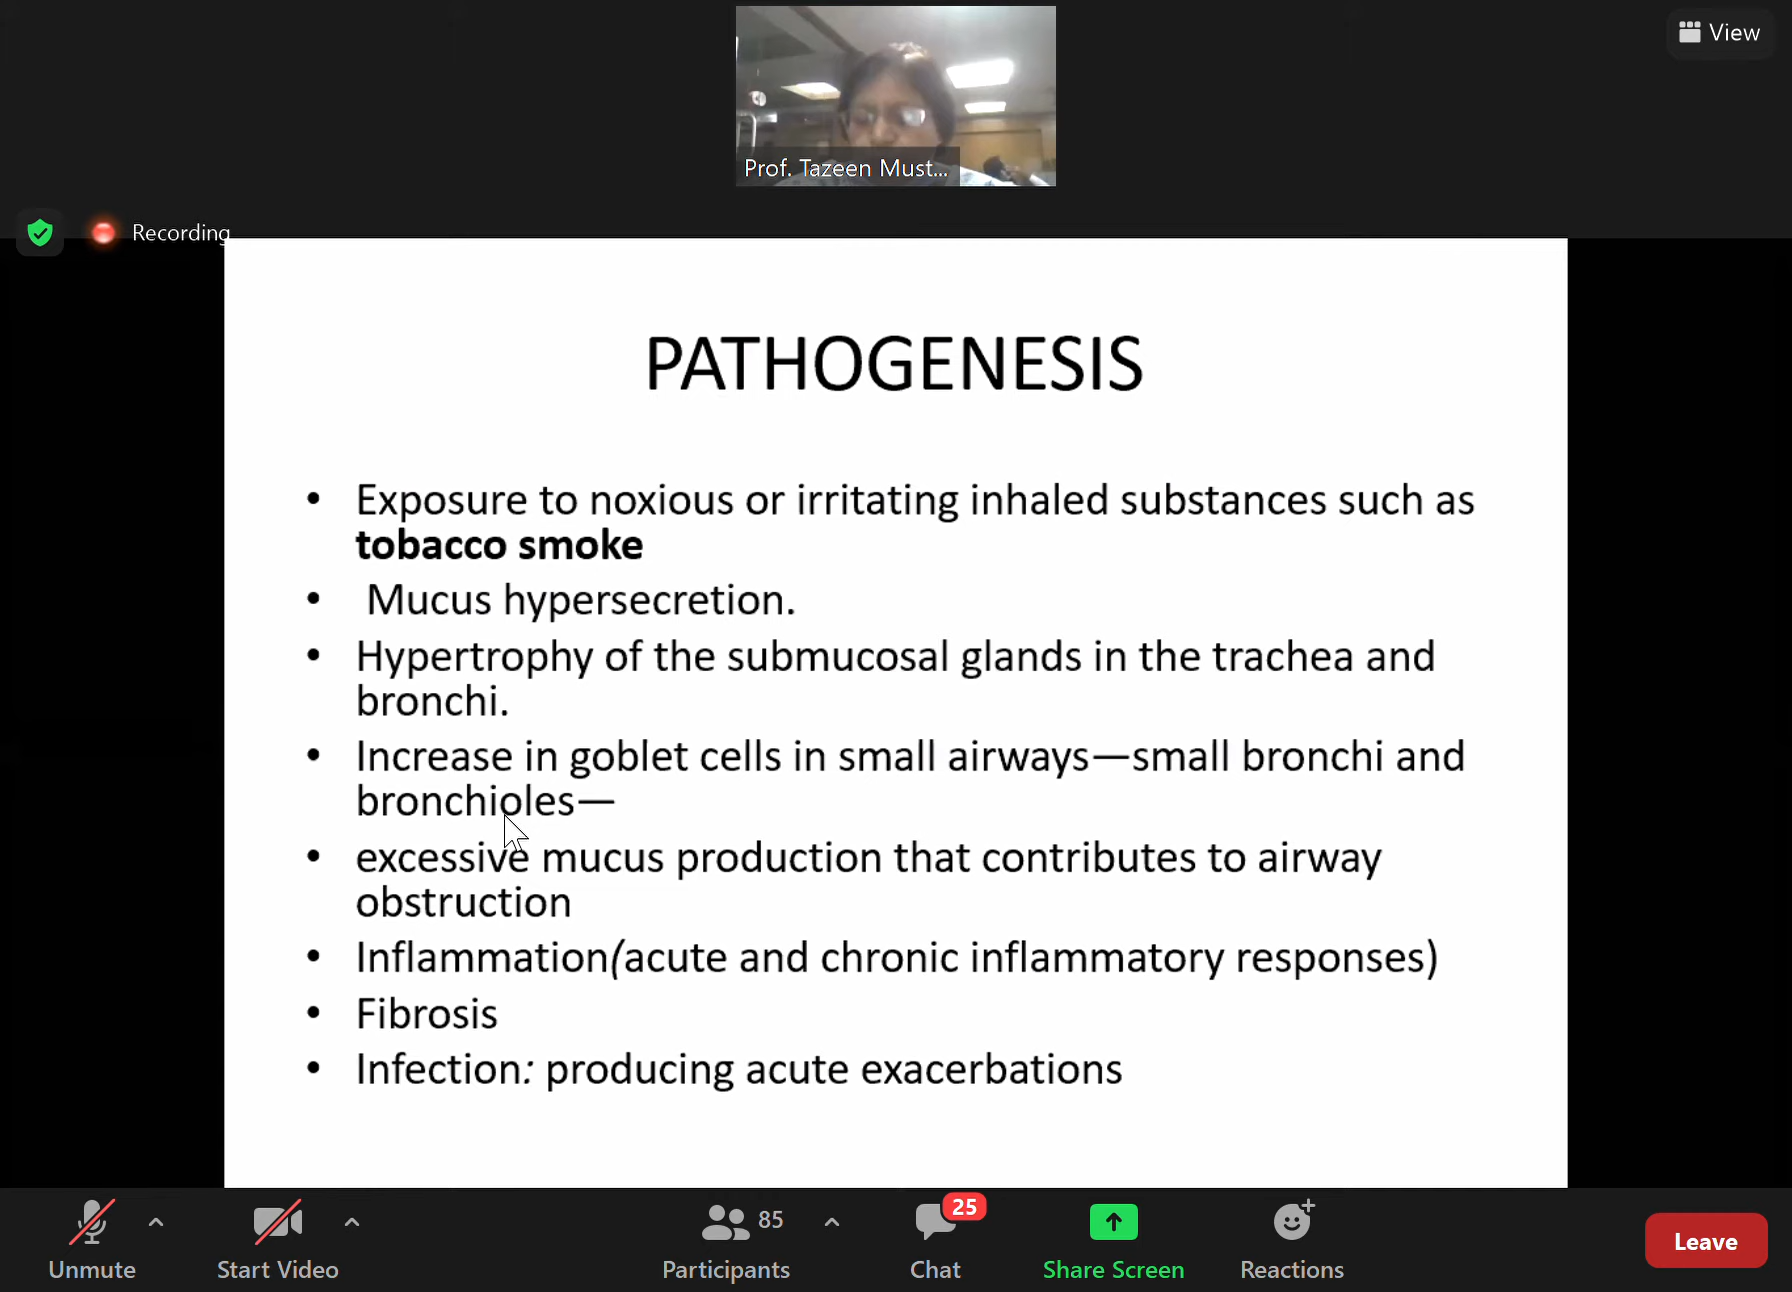 View
Prof. Tazeen Must...
Recording
PATHOGENESIS
• Exposure to noxious or irritating inhaled substances such as
tobacco smoke
• Mucus hypersecretion.
• Hypertrophy of the submucosal glands in the trachea and
bronchi.
• Increase in goblet cells in small airways—small bronchi and
bronchioles—
• excessive mucus production that contributes to airway
obstruction
• Inflammation(acute and chronic inflammatory responses)
• Fibrosis
• Infection: producing acute exacerbations
85
25
Unmute
Start Video
Participants
Chat
Share Screen
Reactions
Leave